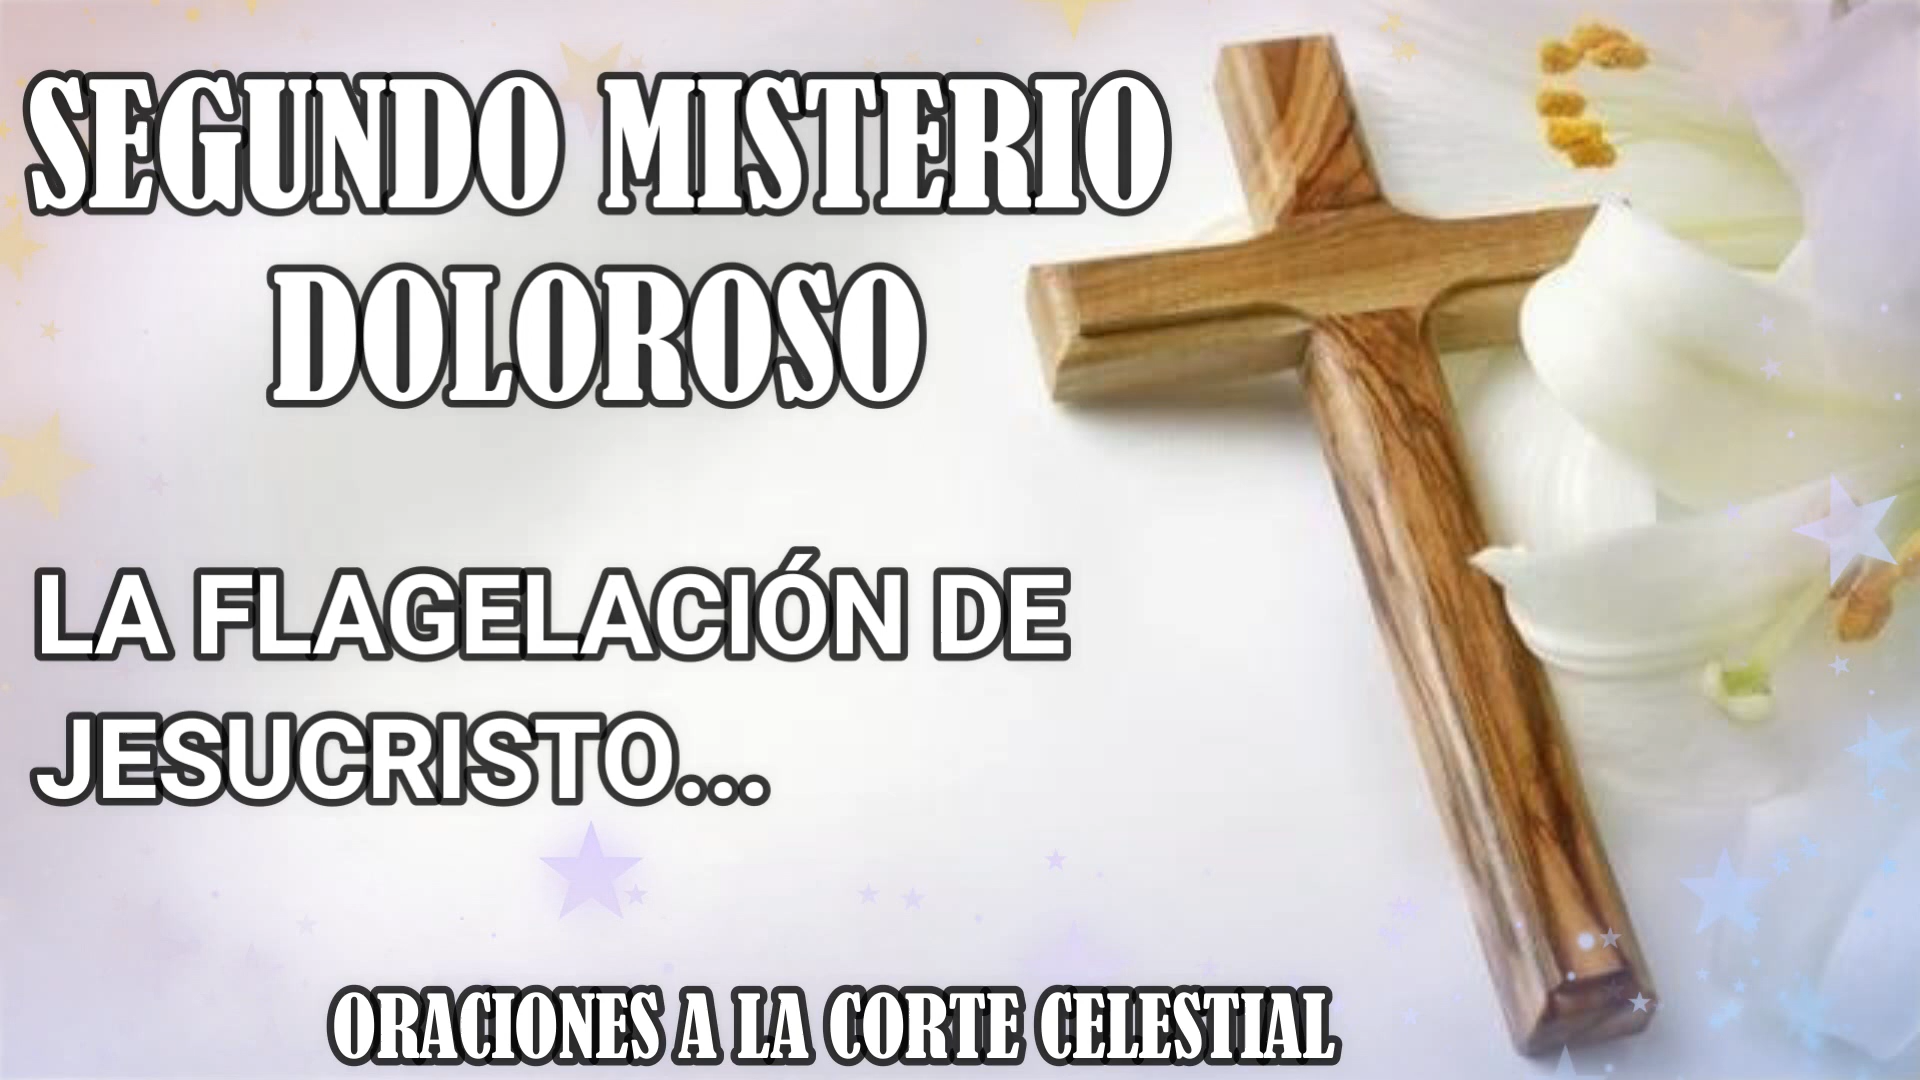 SEGUNDO MISTERIO
DOLOROSO
LA FLAGELACIÓN DE
JESUCRISTO...
ORACIONES A LA CORTE CELESTIAL